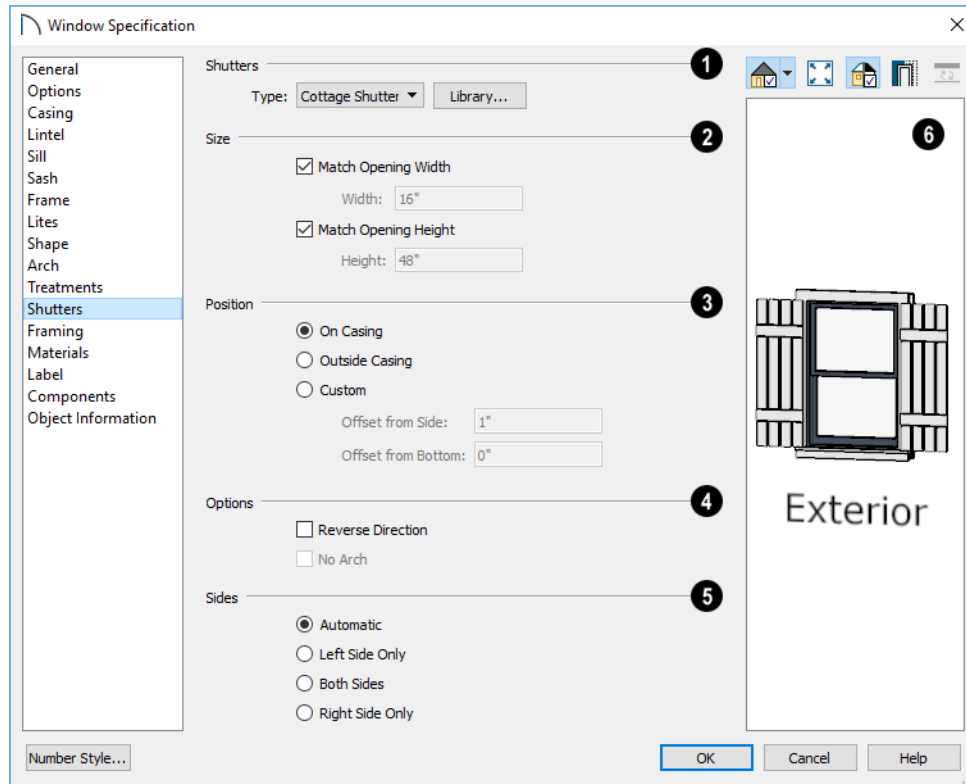 Window Specification
General
Options
Casing
Lintel
Sill
Sash
Frame
Lites
Shape
Arch
Treatments
Shutters
Framing
Materials
Label
Components
Object Information
Shutters
1
Type: Cottage Shutter Library...
Size
2
Match Opening Width
Width: 16"
Match Opening Height
Height: 48"
Position
3
On Casing
Outside Casing
Custom
Offset from Side: 1"
Offset from Bottom: 0"
Options
4
Reverse Direction
No Arch
Sides
5
Automatic
Left Side Only
Both Sides
Right Side Only
6
Exterior
Number Style... OK Cancel Help